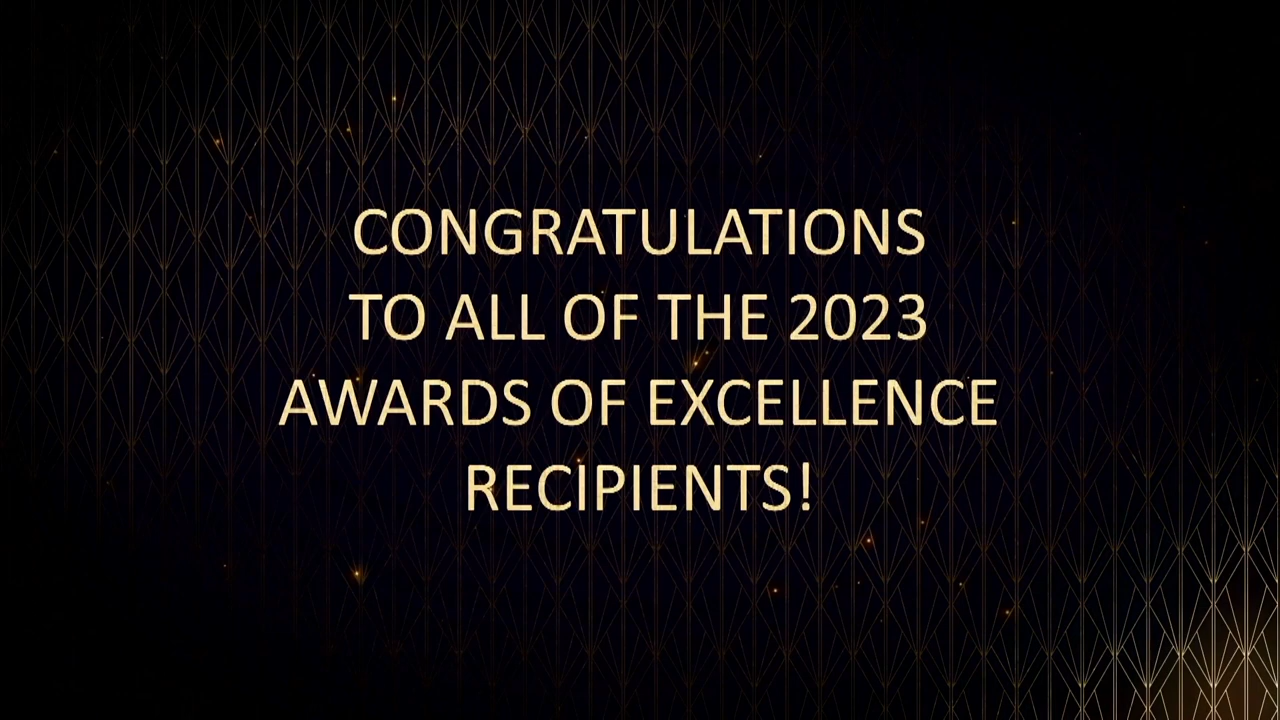 CONGRATULATIONS
TO ALL OF THE 2023
AWARDS OF EXCELLENCE
RECIPIENTS!